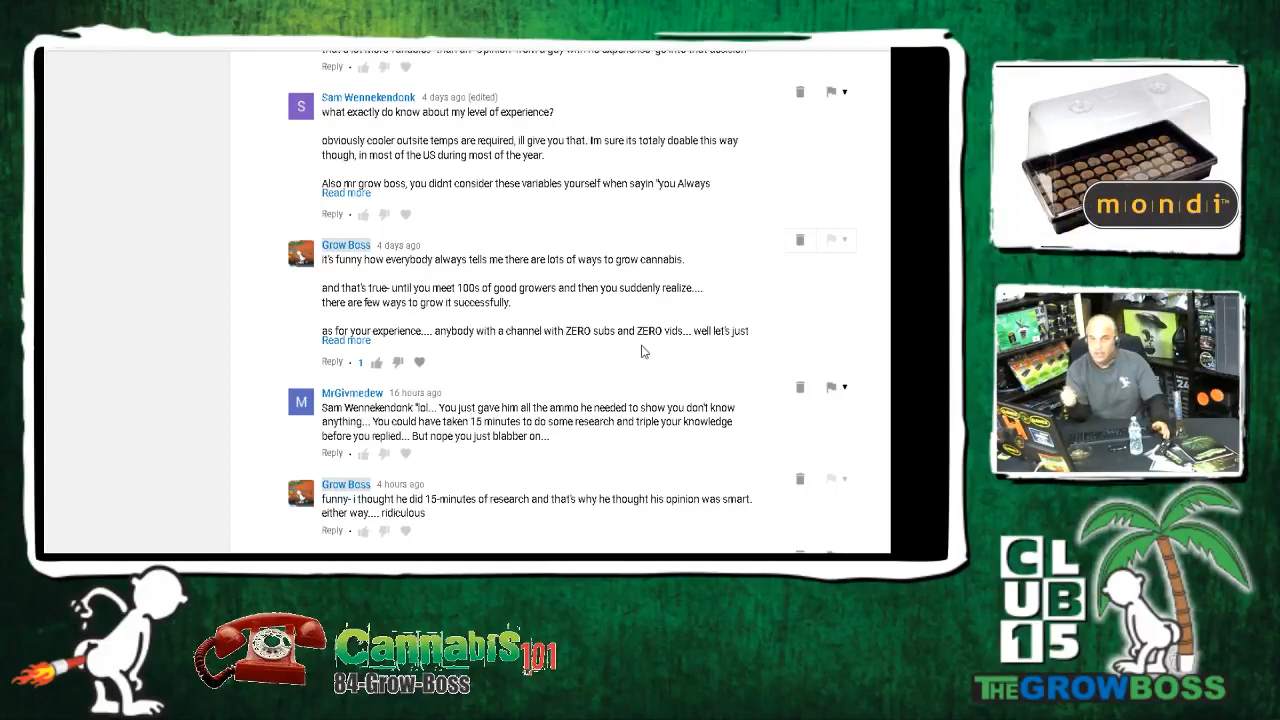 Reply
S
Sam Wennekendonk 4 days ago (edited)
what exactly do know about my level of experience?
obviously cooler outsite temps are required, ill give you that. Im sure its totaly doable this way
though, in most of the US during most of the year.
Also mr grow boss, you didnt consider these variables yourself when sayin "you Always
Read more
Reply
Grow Boss 4 days ago
it's funny how everybody always tells me there are lots of ways to grow cannabis.
and that's true- until you meet 100s of good growers and then you suddenly realize....
there are few ways to grow it successfully.
as for your experience.... anybody with a channel with ZERO subs and ZERO vids... well let's just
Read more
Reply 1
M
MrGivmedew 16 hours ago
Sam Wennekendonk "lol... You just gave him all the ammo he needed to show you don't know
anything... You could have taken 15 minutes to do some research and triple your knowledge
before you replied... But nope you just blabber on...
Reply
Grow Boss 4 hours ago
funny- i thought he did 15-minutes of research and that's why he thought his opinion was smart.
either way.... ridiculous
Reply
mondi™
CLUB 15
THEGROWBOSS
Cannabis 101
84-Grow-Boss